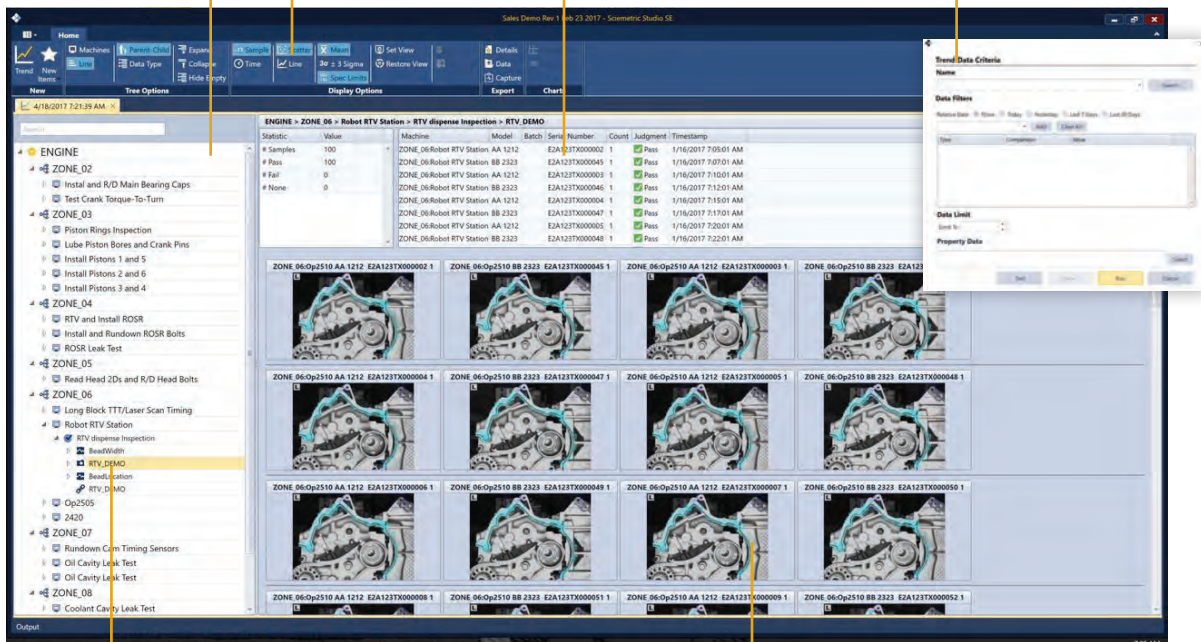 Sales Demo Rev.1 Feb 23 2017 - Sciemetric Studio SE
Home
Machines Parent-Child Expand Sample Scatter Mean Set View Details
Trend New Items Line Data Type Collapse Time Line 3σ ± 3 Sigma Restore View Data
Hide Empty Spec Limits Capture
New Tree Options Display Options Export Charts
4/18/2017 7:21:39 AM
Search
ENGINE
ZONE_02
Instal and R/D Main Bearing Caps
Test Crank Torque-To-Turn
ZONE_03
Piston Rings Inspection
Lube Piston Bores and Crank Pins
Install Pistons 1 and 5
Install Pistons 2 and 6
Install Pistons 3 and 4
ZONE_04
RTV and Install ROSR
Install and Rundown ROSR Bolts
ROSR Leak Test
ZONE_05
Read Head 2Ds and R/D Head Bolts
ZONE_06
Long Block TTT/Laser Scan Timing
Robot RTV Station
RTV dispense Inspection
BeadWidth
RTV_DEMO
BeadLocation
RTV_DEMO
Op2505
2420
ZONE_07
Rundown Cam Timing Sensors
Oil Cavity Leak Test
Oil Cavity Leak Test
ZONE_08
Coolant Cavity Leak Test
Output
ENGINE > ZONE_06 > Robot RTV Station > RTV dispense Inspection > RTV_DEMO
Statistic Value
# Samples 100
# Pass 100
# Fail 0
# None 0
Machine Model Batch Serial Number Count Judgment Timestamp
ZONE_06:Robot RTV Station AA 1212 E2A123TX000002 1 Pass 1/16/2017 7:05:01 AM
ZONE_06:Robot RTV Station BB 2323 E2A123TX000045 1 Pass 1/16/2017 7:07:01 AM
ZONE_06:Robot RTV Station AA 1212 E2A123TX000003 1 Pass 1/16/2017 7:10:01 AM
ZONE_06:Robot RTV Station BB 2323 E2A123TX000046 1 Pass 1/16/2017 7:12:01 AM
ZONE_06:Robot RTV Station AA 1212 E2A123TX000004 1 Pass 1/16/2017 7:15:01 AM
ZONE_06:Robot RTV Station BB 2323 E2A123TX000047 1 Pass 1/16/2017 7:17:01 AM
ZONE_06:Robot RTV Station AA 1212 E2A123TX000005 1 Pass 1/16/2017 7:20:01 AM
ZONE_06:Robot RTV Station BB 2323 E2A123TX000048 1 Pass 1/16/2017 7:22:01 AM
ZONE_06:Op2510 AA 1212 E2A123TX000002 1 ZONE_06:Op2510 BB 2323 E2A123TX000045 1 ZONE_06:Op2510 AA 1212 E2A123TX000003 1 ZONE_06:Op2510 BB 2323 E2A123
L L L L
ZONE_06:Op2510 AA 1212 E2A123TX000004 1 ZONE_06:Op2510 BB 2323 E2A123TX000047 1 ZONE_06:Op2510 AA 1212 E2A123TX000005 1 ZONE_06:Op2510 BB 2323 E2A123TX000048 1
L L L L
ZONE_06:Op2510 AA 1212 E2A123TX000006 1 ZONE_06:Op2510 BB 2323 E2A123TX000049 1 ZONE_06:Op2510 AA 1212 E2A123TX000007 1 ZONE_06:Op2510 BB 2323 E2A123TX000050 1
L L L L
ZONE_06:Op2510 AA 1212 E2A123TX000008 1 ZONE_06:Op2510 BB 2323 E2A123TX000051 1 ZONE_06:Op2510 AA 1212 E2A123TX000009 1 ZONE_06:Op2510 BB 2323 E2A123TX000052 1
L L L L
Trend Data Criteria
Name
Search...
Data Filters
Relative Date None Today Yesterday Last 7 Days Last 30 Days
Add Clear All
Type Comparison Value
Data Limit
Limit To
Property Data
Select
Run Cancel